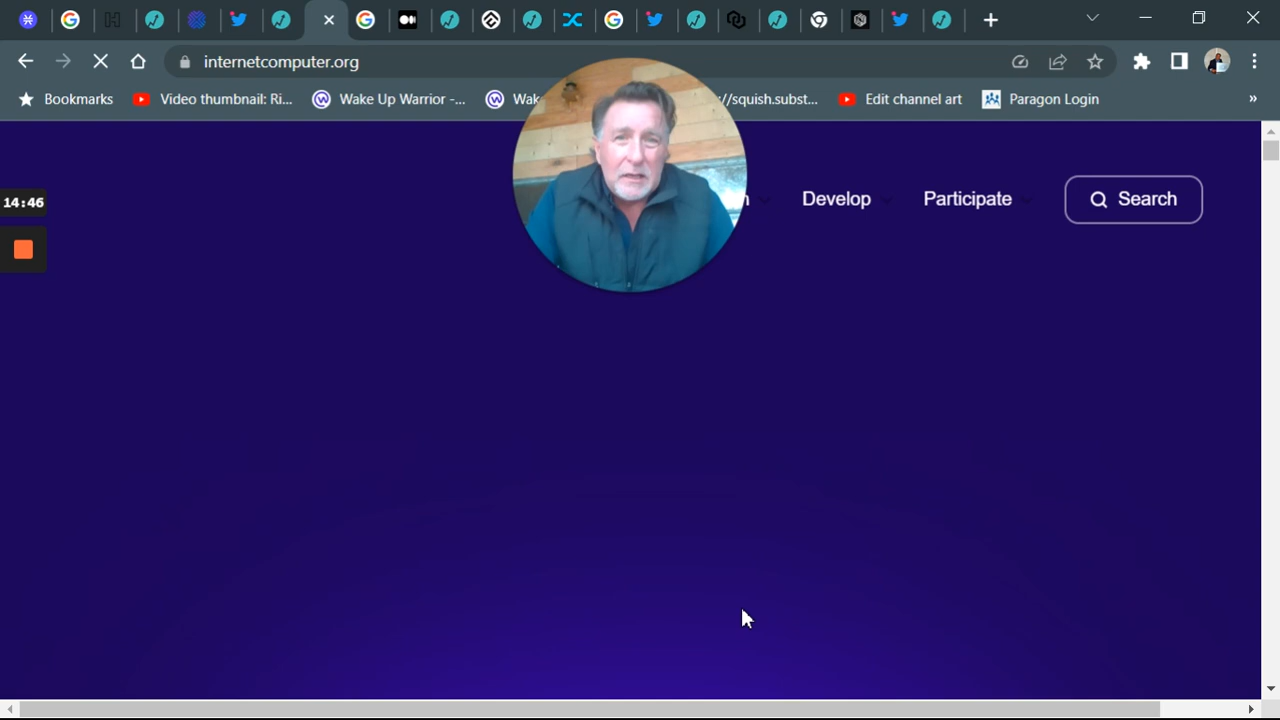 internetcomputer.org
Bookmarks
Video thumbnail: Ri...
Wake Up Warrior -...
Wak
://squish.subst...
Edit channel art
Paragon Login
»
14:46
n
Develop
Participate
Search